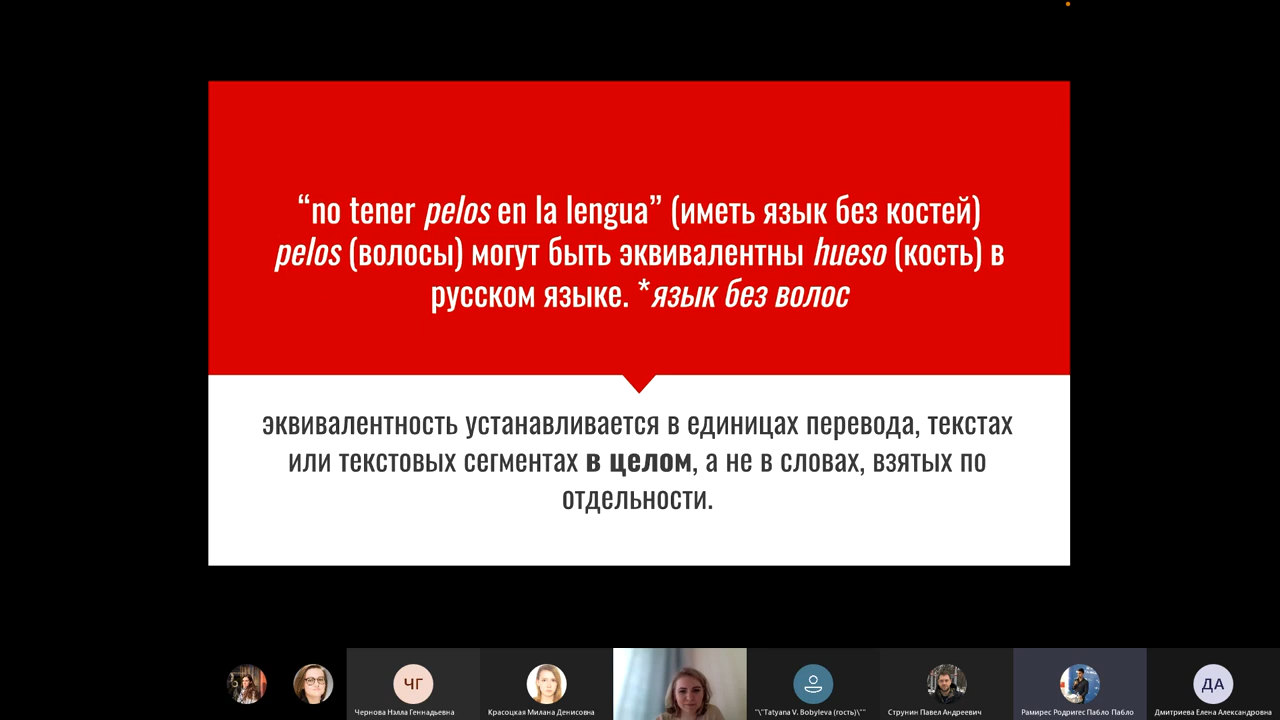 “no tener pelos en la lengua” (иметь язык без костей)
pelos (волосы) могут быть эквивалентны hueso (кость) в
русском языке. *язык без волос
эквивалентность устанавливается в единицах перевода, текстах
или текстовых сегментах в целом, а не в словах, взятых по
отдельности.
ЧГ
ДА
Чернова Нэлла Геннадьевна
Красоцкая Милана Денисовна
"\"Tatyana V. Bobyleva (гость)\""
Струнин Павел Андреевич
Рамирес Родригес Пабло Пабло
Дмитриева Елена Александровна